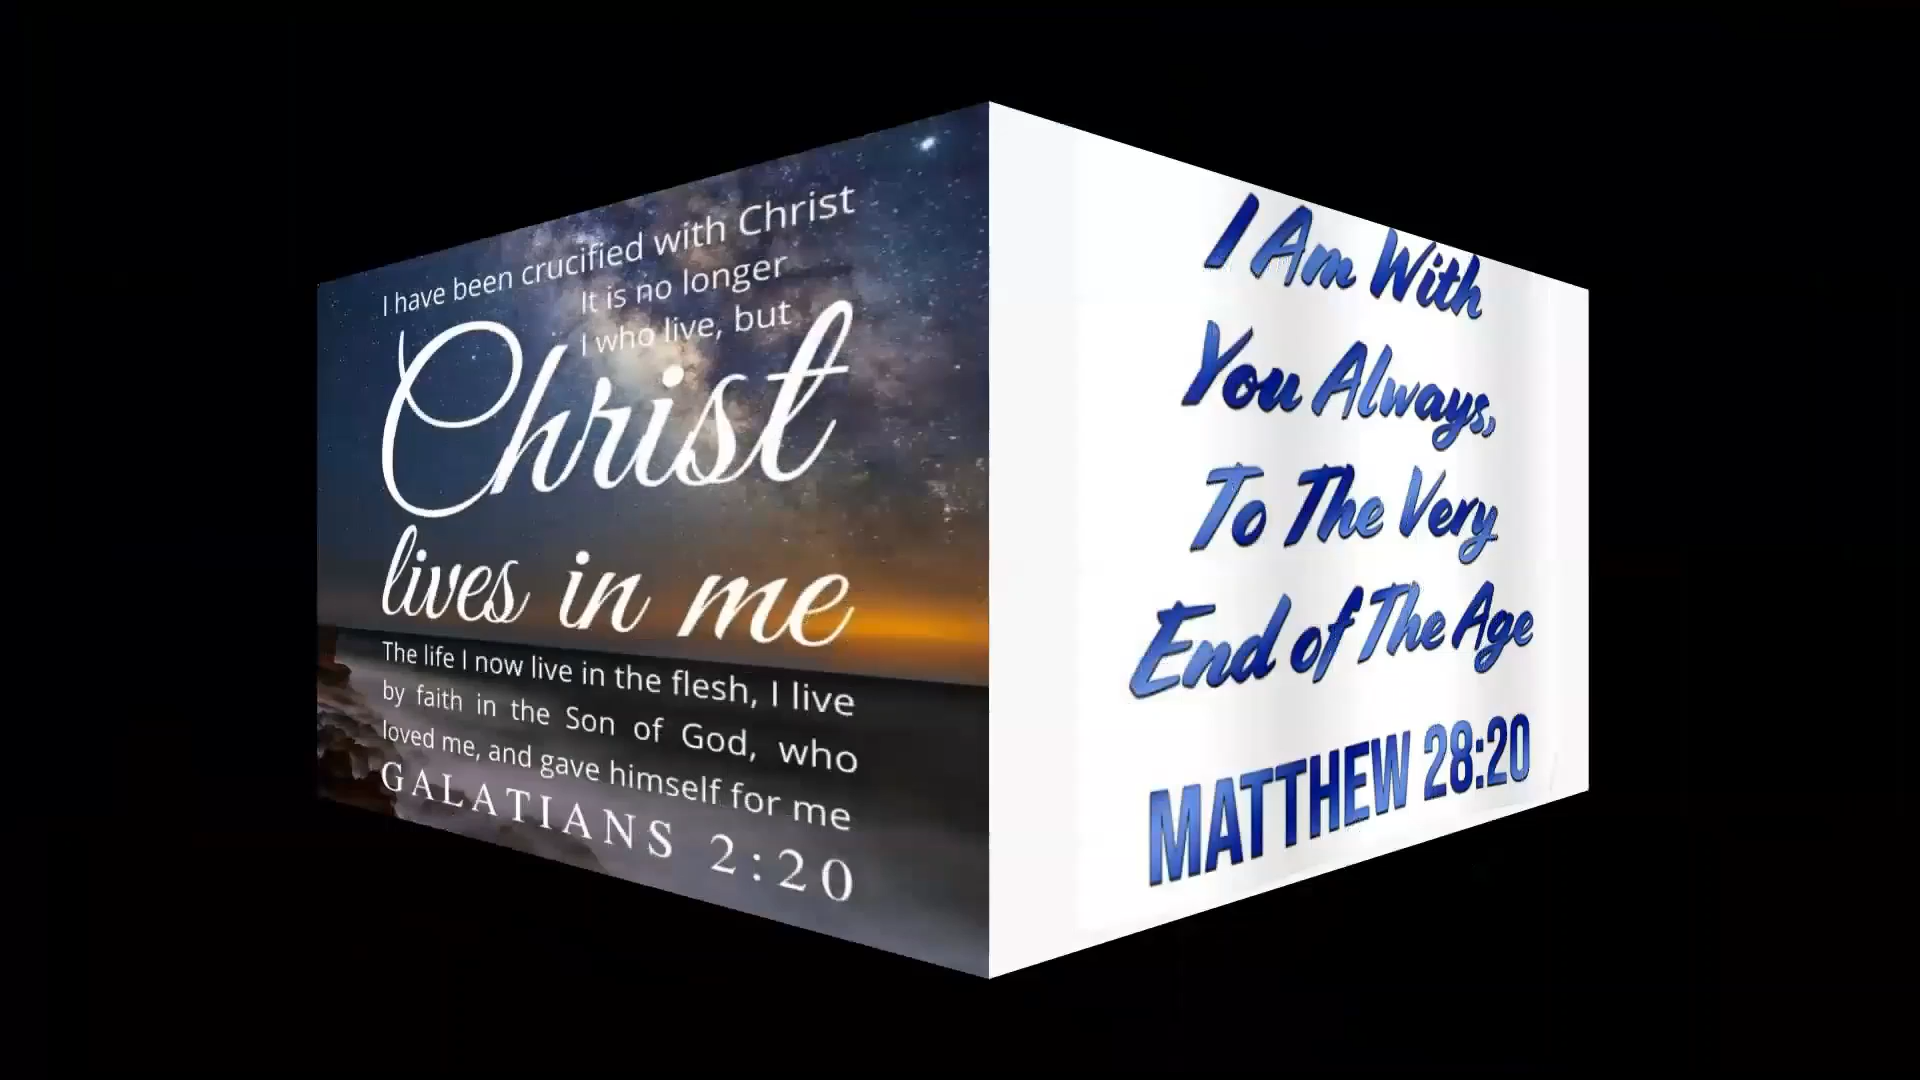 I have been crucified with Christ
It is no longer
I who live, but
Christ
lives in me
The life I now live in the flesh, I live
by faith in the Son of God, who
loved me, and gave himself for me
GALATIANS 2:20
I Am With
You Always,
To The Very
End of The Age
MATTHEW 28:20